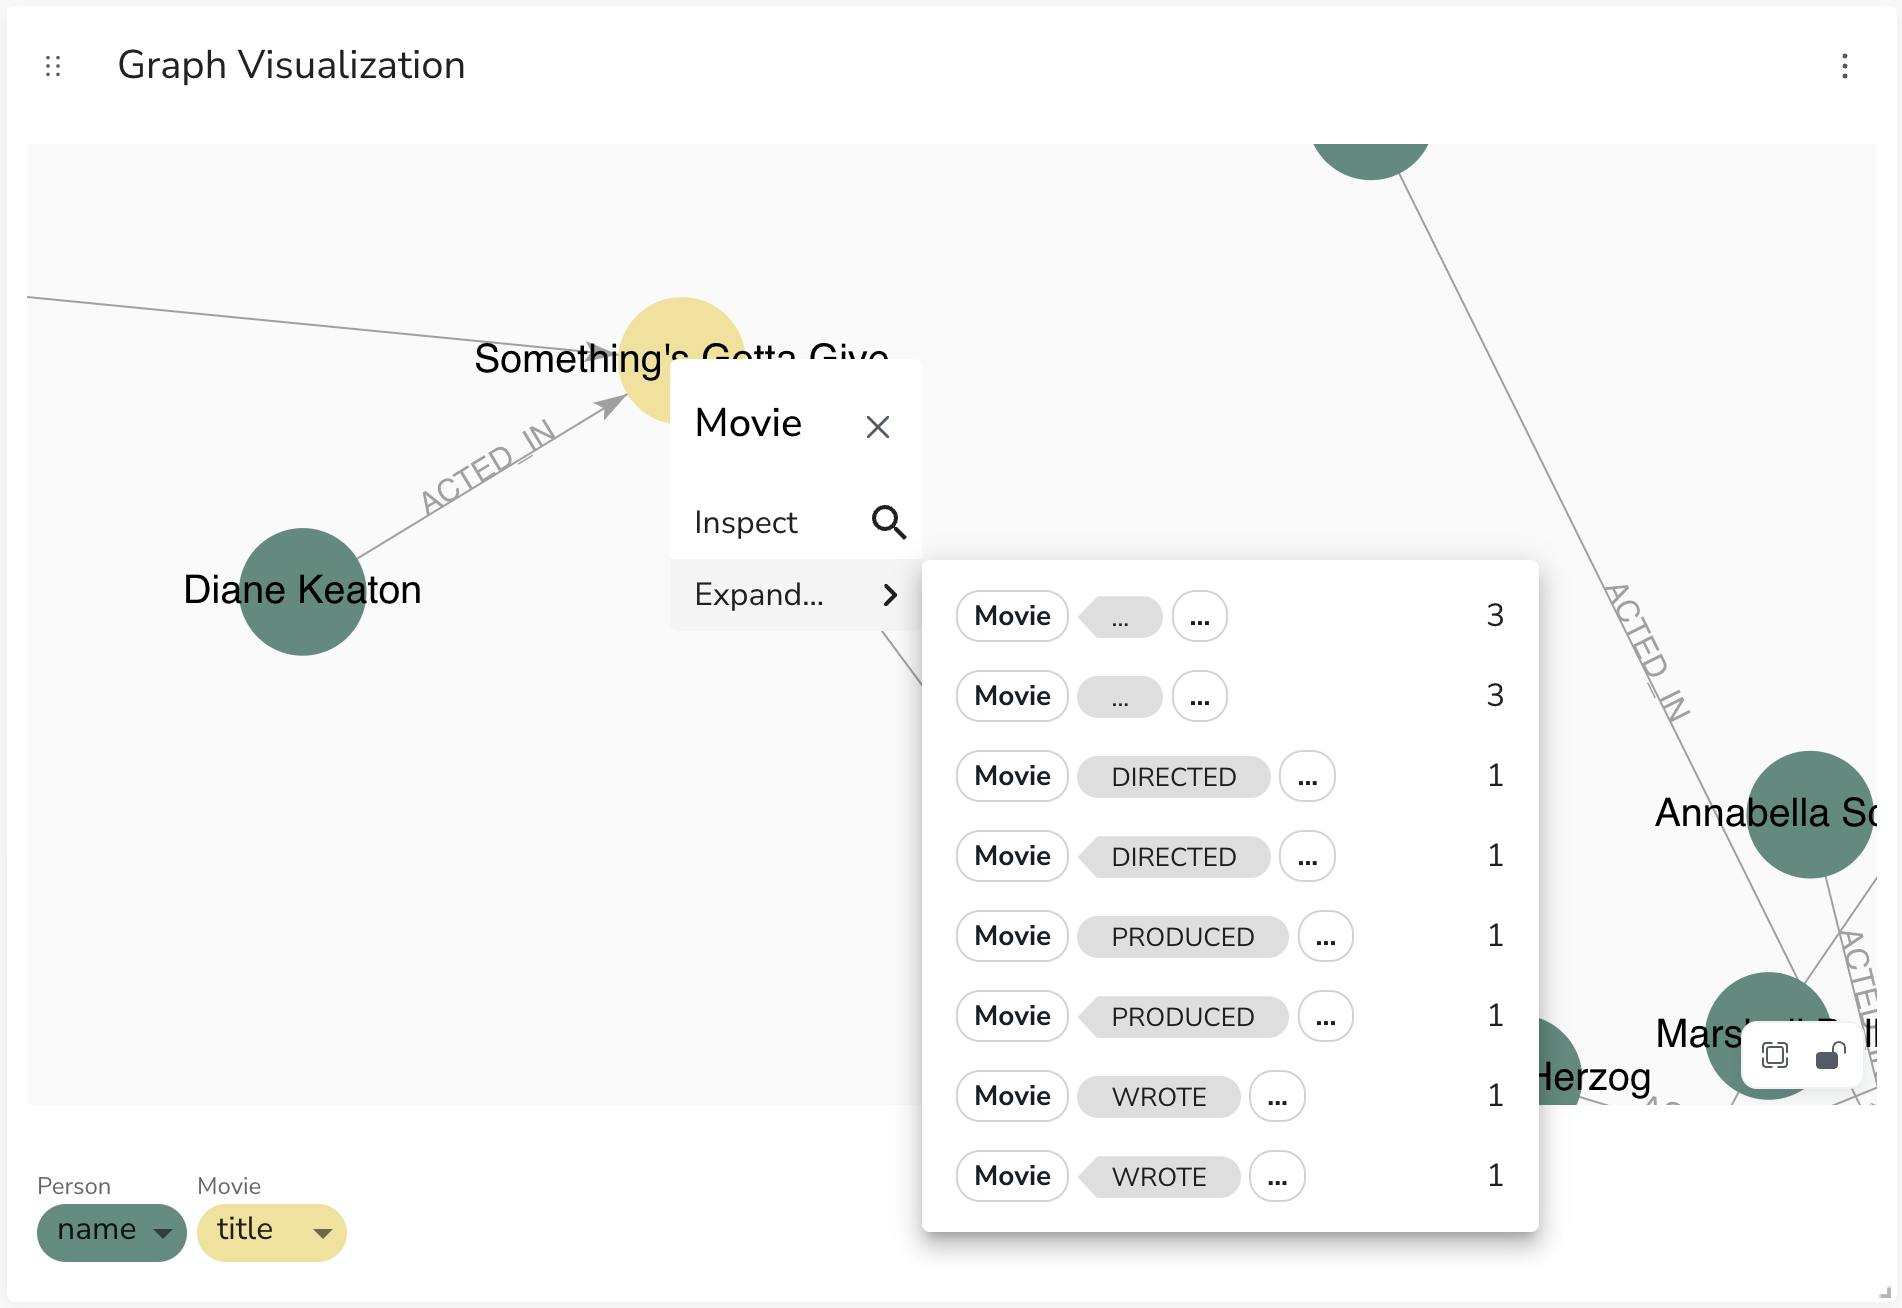 Graph Visualization
Something's Gotta Give
ACTED_IN
Diane Keaton
Movie
Inspect
Expand...
Movie ... ... 3
Movie ... ... 3
Movie DIRECTED ... 1
Movie DIRECTED ... 1
Movie PRODUCED ... 1
Movie PRODUCED ... 1
Movie WROTE ... 1
Movie WROTE ... 1
ACTED_IN
Annabella Sc
ACTED
Herzog
Person Movie
name title